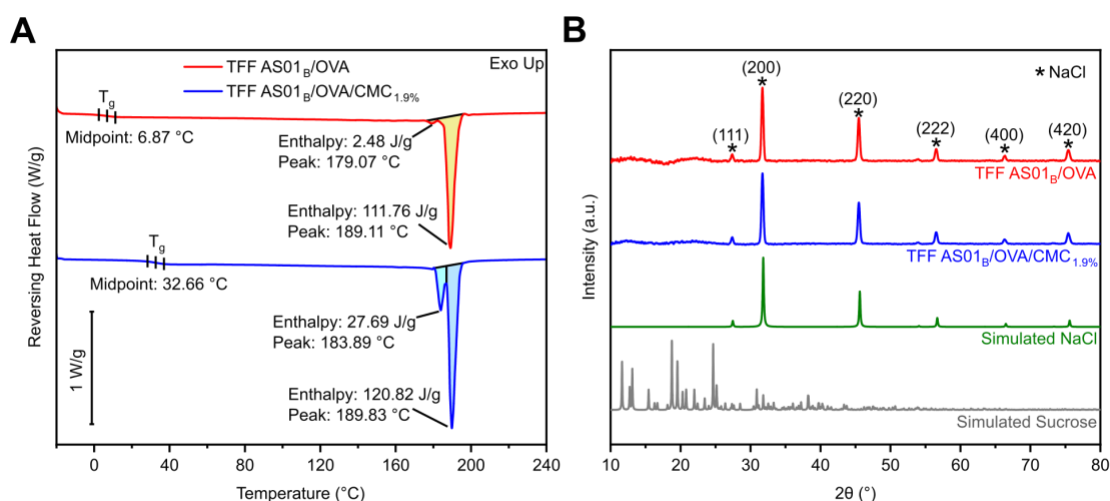 A
TFF AS01B/OVA
TFF AS01B/OVA/CMC1.9%
Exo Up
Tg
Midpoint: 6.87 °C
Enthalpy: 2.48 J/g
Peak: 179.07 °C
Enthalpy: 111.76 J/g
Peak: 189.11 °C
Tg
Midpoint: 32.66 °C
Enthalpy: 27.69 J/g
Peak: 183.89 °C
Enthalpy: 120.82 J/g
Peak: 189.83 °C
1 W/g
Reversing Heat Flow (W/g)
0 40 80 120 160 200 240
Temperature (°C)
B
* NaCl
(111)
(200)
(220)
(222)
(400)
(420)
* * * * * *
TFF AS01B/OVA
TFF AS01B/OVA/CMC1.9%
Simulated NaCl
Simulated Sucrose
Intensity (a.u.)
10 20 30 40 50 60 70 80
2θ (°)